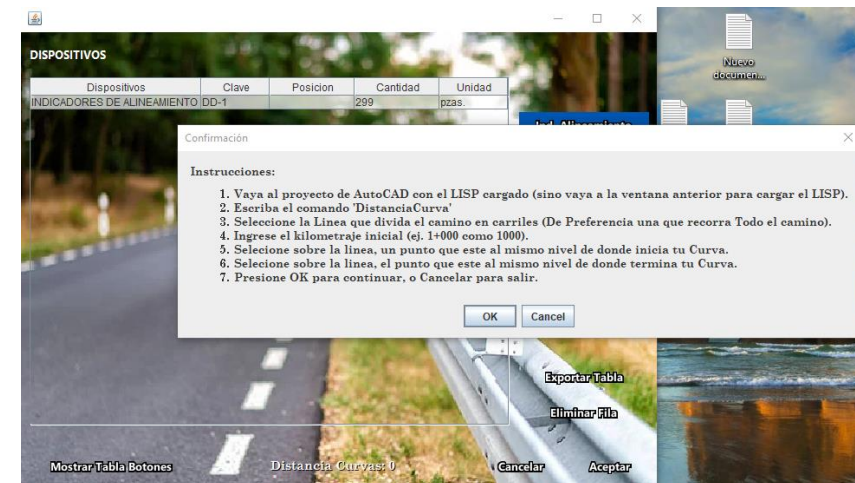 DISPOSITIVOS
Dispositivos Clave Posicion Cantidad Unidad
INDICADORES DE ALINEAMIENTO DD-1 299 pzas.
Nuevo
documen...
Ind. Alineamiento
Confirmación
Instrucciones:
1. Vaya al proyecto de AutoCAD con el LISP cargado (sino vaya a la ventana anterior para cargar el LISP).
2. Escriba el comando 'DistanciaCurva'
3. Seleccione la Linea que divida el camino en carriles (De Preferencia una que recorra Todo el camino).
4. Ingrese el kilometraje inicial (ej. 1+000 como 1000).
5. Selecione sobre la linea, un punto que este al mismo nivel de donde inicia tu Curva.
6. Selecione sobre la linea, el punto que este al mismo nivel de donde termina tu Curva.
7. Presione OK para continuar, o Cancelar para salir.
OK Cancel
Exportar Tabla
Eliminar Fila
Mostrar Tabla Botones Distancia Curvas: 0 Cancelar Aceptar